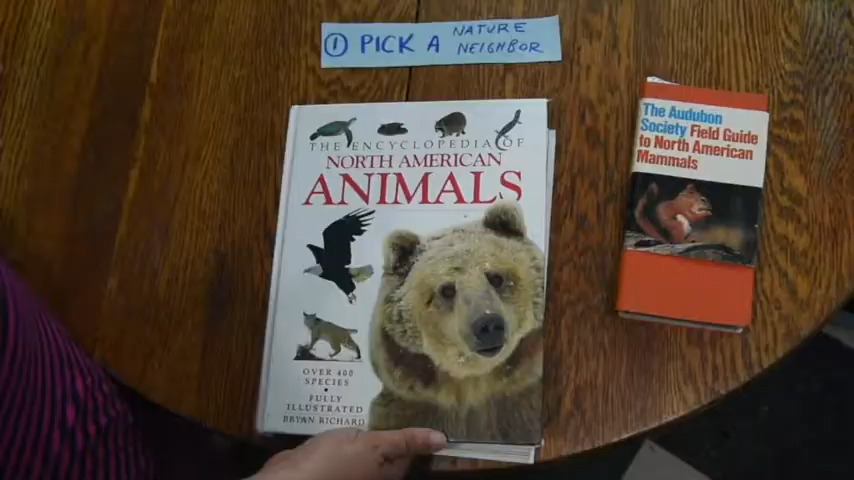 ① PICK A NATURE
NEIGHBOR
THE ENCYCLOPEDIA OF
NORTH AMERICAN
ANIMALS
OVER 400
SPECIES
•
FULLY
ILLUSTRATED
BRYAN RICHARD
The Audubon
Society Field Guide
to North American
Mammals